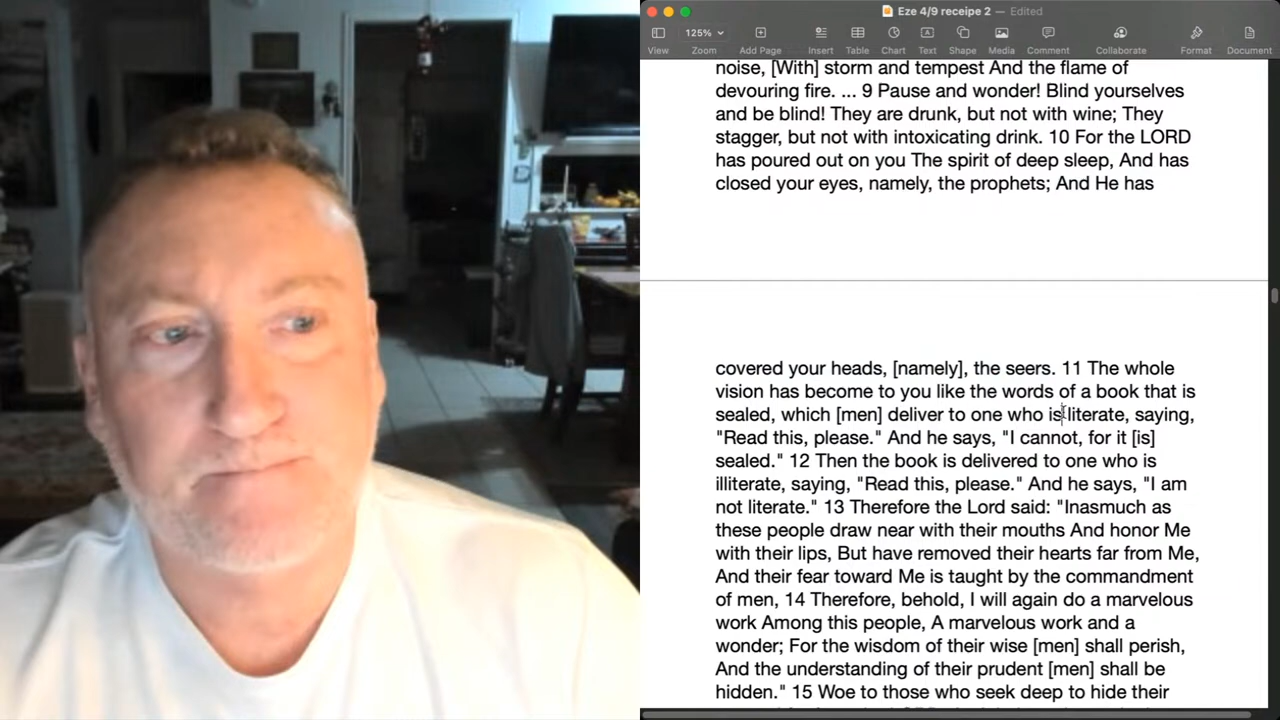 Eze 4/9 receipe 2 — Edited
125%
View Zoom Add Page Insert Table Chart Text Shape Media Comment Collaborate Format Document
noise, [With] storm and tempest And the flame of
devouring fire. ... 9 Pause and wonder! Blind yourselves
and be blind! They are drunk, but not with wine; They
stagger, but not with intoxicating drink. 10 For the LORD
has poured out on you The spirit of deep sleep, And has
closed your eyes, namely, the prophets; And He has
covered your heads, [namely], the seers. 11 The whole
vision has become to you like the words of a book that is
sealed, which [men] deliver to one who is literate, saying,
"Read this, please." And he says, "I cannot, for it [is]
sealed." 12 Then the book is delivered to one who is
illiterate, saying, "Read this, please." And he says, "I am
not literate." 13 Therefore the Lord said: "Inasmuch as
these people draw near with their mouths And honor Me
with their lips, But have removed their hearts far from Me,
And their fear toward Me is taught by the commandment
of men, 14 Therefore, behold, I will again do a marvelous
work Among this people, A marvelous work and a
wonder; For the wisdom of their wise [men] shall perish,
And the understanding of their prudent [men] shall be
hidden." 15 Woe to those who seek deep to hide their